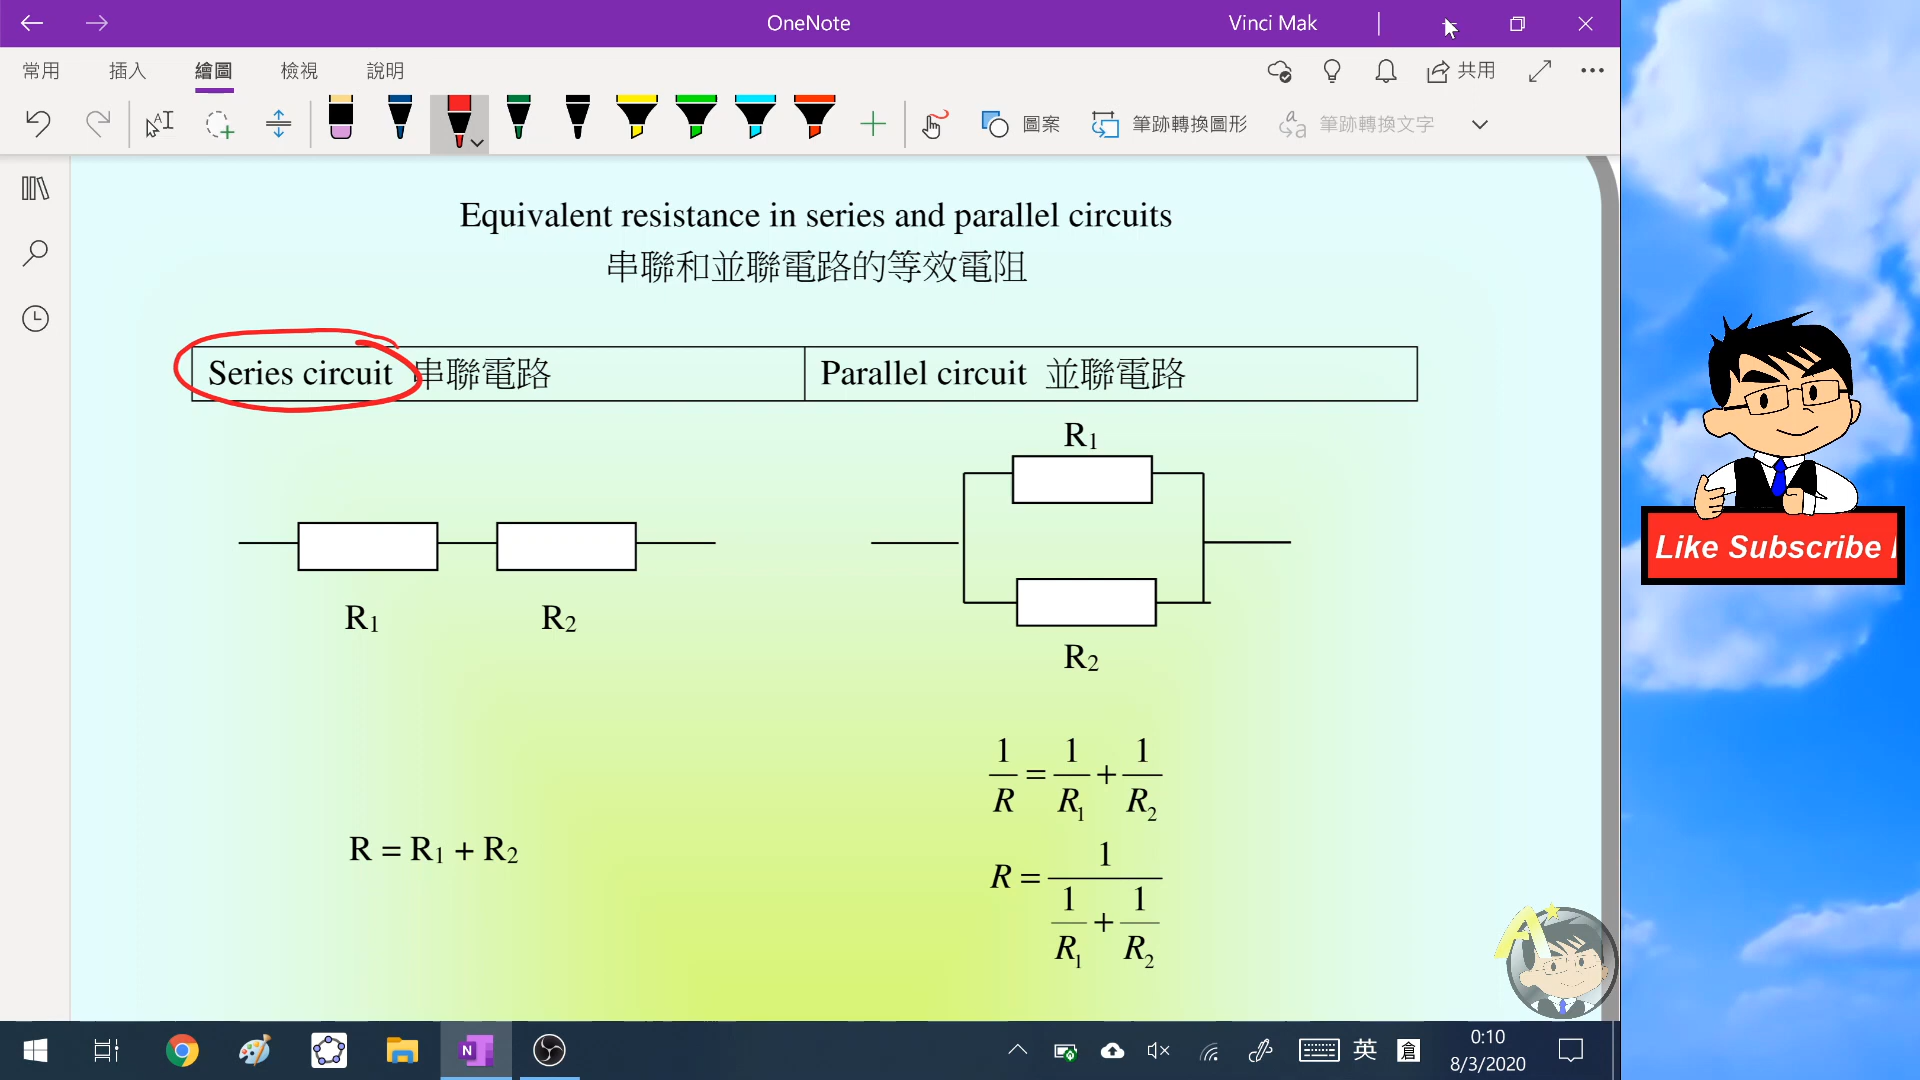 OneNote
Vinci Mak
常用 插入 繪圖 檢視 說明
共用
圖案 筆跡轉換圖形 筆跡轉換文字
Equivalent resistance in series and parallel circuits
串聯和並聯電路的等效電阻
Series circuit 串聯電路
Parallel circuit 並聯電路
R1
R1 R2
R2
1/R = 1/R1 + 1/R2
R = R1 + R2
R = 1/(1/R1 + 1/R2)
Like Subscribe
A
英 倉
0:10
8/3/2020